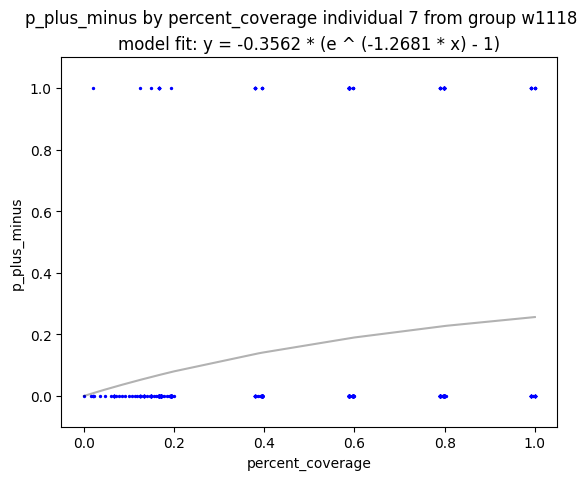 p_plus_minus by percent_coverage individual 7 from group w1118
model fit: y = -0.3562 * (e ^ (-1.2681 * x) - 1)
1.0
0.8
0.6
0.4
0.2
0.0
p_plus_minus
0.0 0.2 0.4 0.6 0.8 1.0
percent_coverage